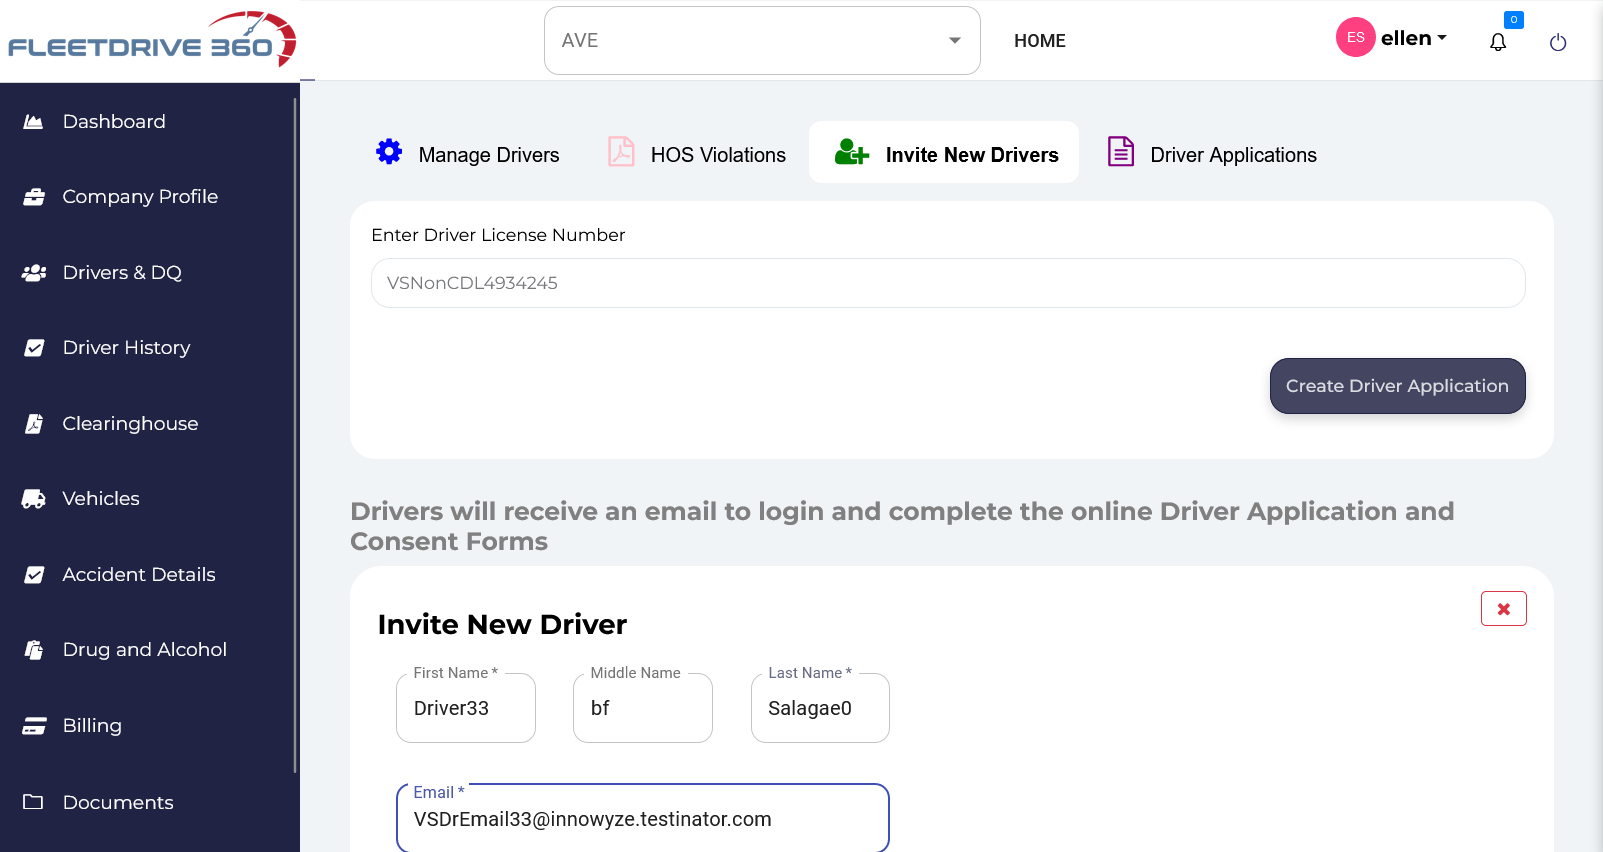 FLEETDRIVE 360
AVE
HOME
ES
ellen
0
Dashboard
Company Profile
Drivers & DQ
Driver History
Clearinghouse
Vehicles
Accident Details
Drug and Alcohol
Billing
Documents
Manage Drivers
HOS Violations
Invite New Drivers
Driver Applications
Enter Driver License Number
VSNonCDL4934245
Create Driver Application
Drivers will receive an email to login and complete the online Driver Application and
Consent Forms
Invite New Driver
First Name *
Driver33
Middle Name
bf
Last Name *
Salagae0
Email *
VSDrEmail33@innowyze.testinator.com